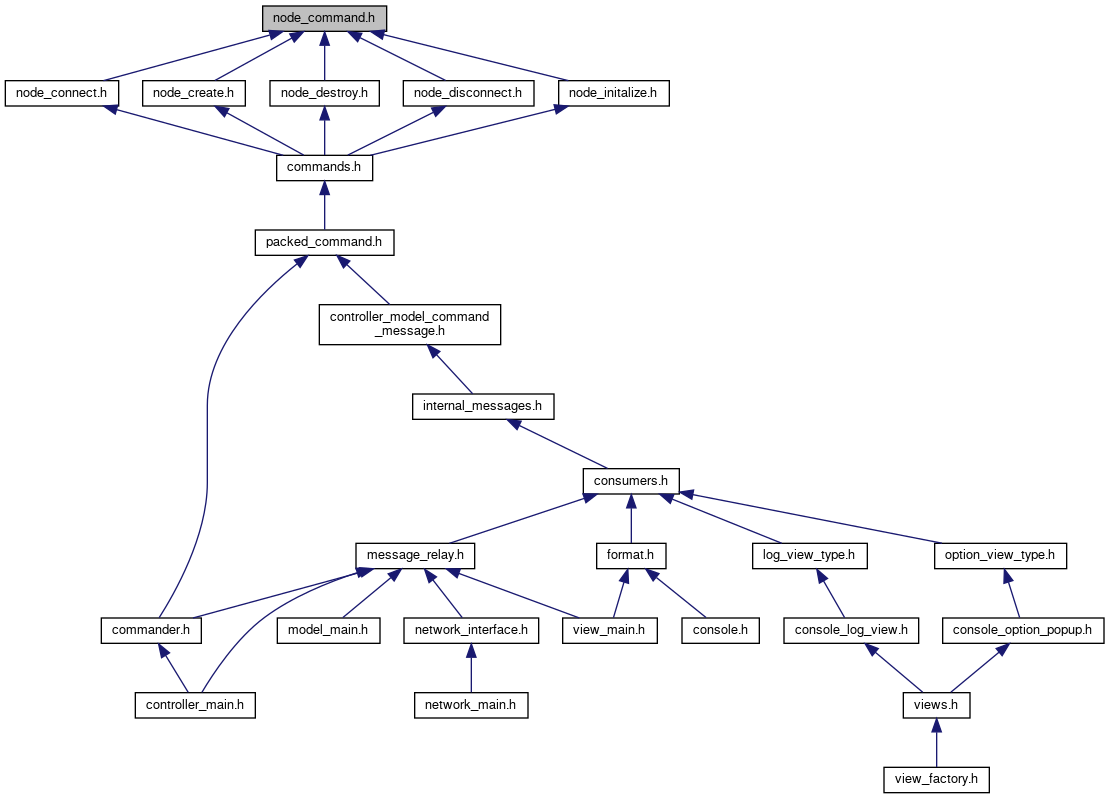 node_command.h
node_connect.h
node_create.h
node_destroy.h
node_disconnect.h
node_initalize.h
commands.h
packed_command.h
controller_model_command
_message.h
internal_messages.h
consumers.h
message_relay.h
format.h
log_view_type.h
option_view_type.h
commander.h
model_main.h
network_interface.h
view_main.h
console.h
console_log_view.h
console_option_popup.h
controller_main.h
network_main.h
views.h
view_factory.h